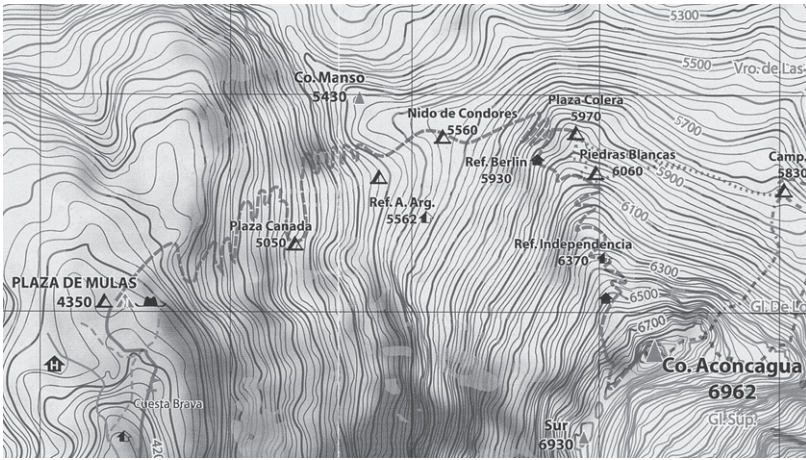 5300
5500
Vro. de Las
Co. Manso
5430
Nido de Condores
5560
Plaza Colera
5970
5700
Ref. Berlin
5930
Piedras Blancas
6060
5900
Camp.
5830
Ref. A. Arg.
5562
6100
Plaza Canada
5050
Ref. Independencia
6370
6300
PLAZA DE MULAS
4350
6500
Gl. De Lo
6700
H
Co. Aconcagua
6962
Cuesta Brava
Gl. Sup
Sur
6930
420